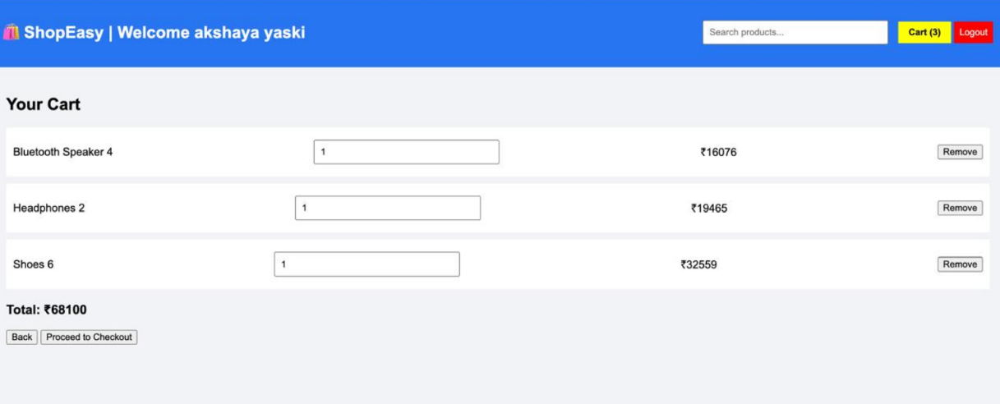 ShopEasy | Welcome akshaya yaski
Search products...
Cart (3)
Logout
Your Cart
Bluetooth Speaker 4 1 ₹16076 Remove
Headphones 2 1 ₹19465 Remove
Shoes 6 1 ₹32559 Remove
Total: ₹68100
Back Proceed to Checkout